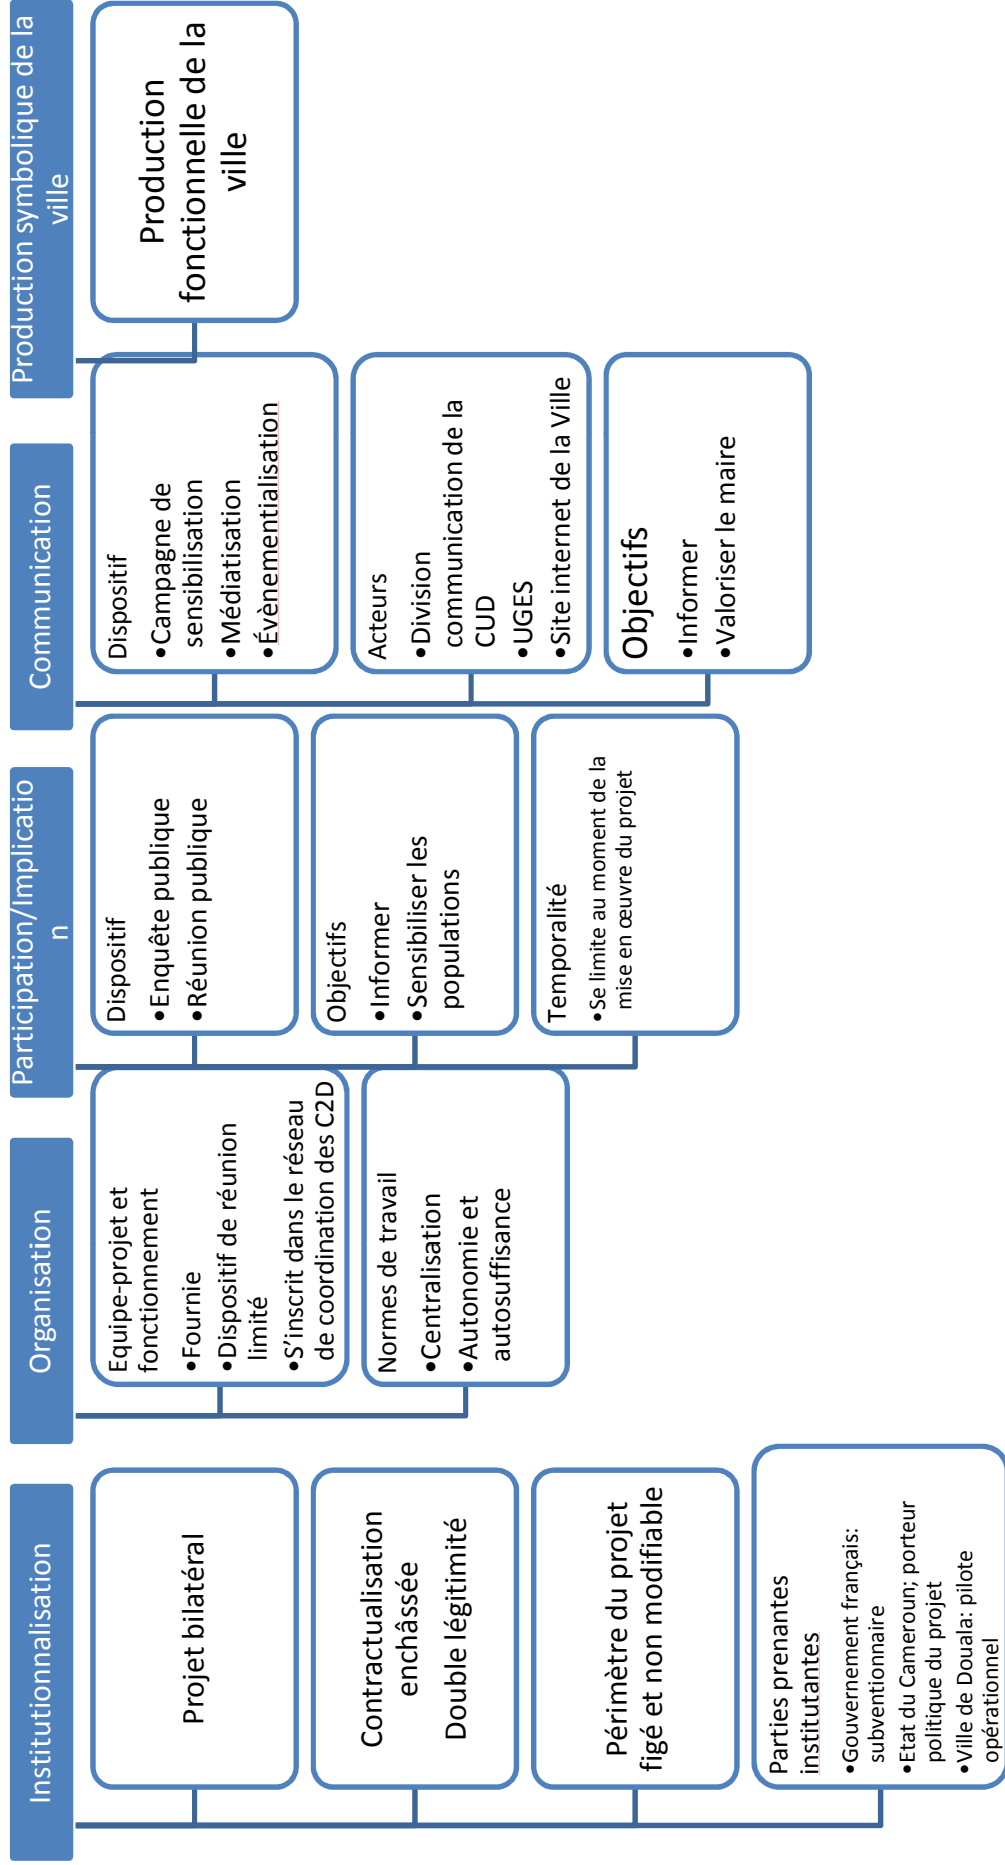 Institutionnalisation
Projet bilatéral
Contractualisation
enchâssée
Double légitimité
Périmètre du projet
figé et non modifiable
Parties prenantes
institutantes
•Gouvernement français:
subventionnaire
•Etat du Cameroun; porteur
politique du projet
•Ville de Douala: pilote
opérationnel
Organisation
Equipe-projet et
fonctionnement
•Fournie
•Dispositif de réunion
limité
•S’inscrit dans le réseau
de coordination des C2D
Normes de travail
•Centralisation
•Autonomie et
autosuffisance
Participation/Implicatio
n
Dispositif
•Enquête publique
•Réunion publique
Objectifs
•Informer
•Sensibiliser les
populations
Temporalité
•Se limite au moment de la
mise en œuvre du projet
Communication
Dispositif
•Campagne de
sensibilisation
•Médiatisation
•Évènementialisation
Acteurs
•Division
communication de la
CUD
•UGES
•Site internet de la Ville
Objectifs
•Informer
•Valoriser le maire
Production symbolique de la
ville
Production
fonctionnelle de la
ville